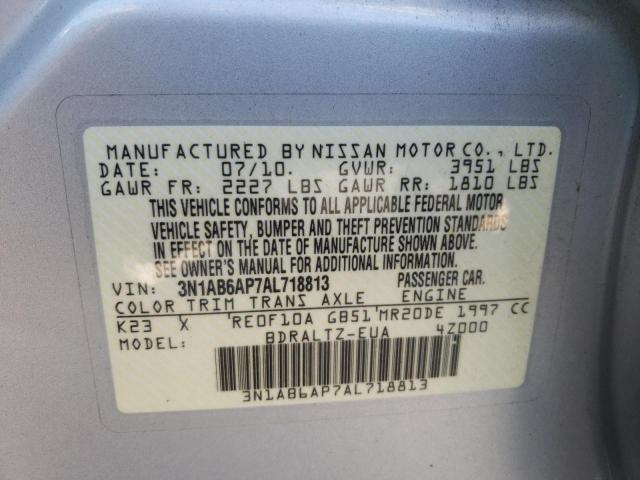 MANUFACTURED BY NISSAN MOTOR CO., LTD.
DATE: 07/10. GVWR: 3951 LBS
GAWR FR: 2227 LBS GAWR RR: 1810 LBS
THIS VEHICLE CONFORMS TO ALL APPLICABLE FEDERAL MOTOR
VEHICLE SAFETY, BUMPER AND THEFT PREVENTION STANDARDS
IN EFFECT ON THE DATE OF MANUFACTURE SHOWN ABOVE.
SEE OWNER'S MANUAL FOR ADDITIONAL INFORMATION.
VIN: 3N1AB6AP7AL718813 PASSENGER CAR.
COLOR TRIM TRANS AXLE ENGINE
K23 X 'RE0F10A GB51'MR20DE 1997 CC
MODEL: BDRALTZ-EUA 4Z000
3N1AB6AP7AL718813